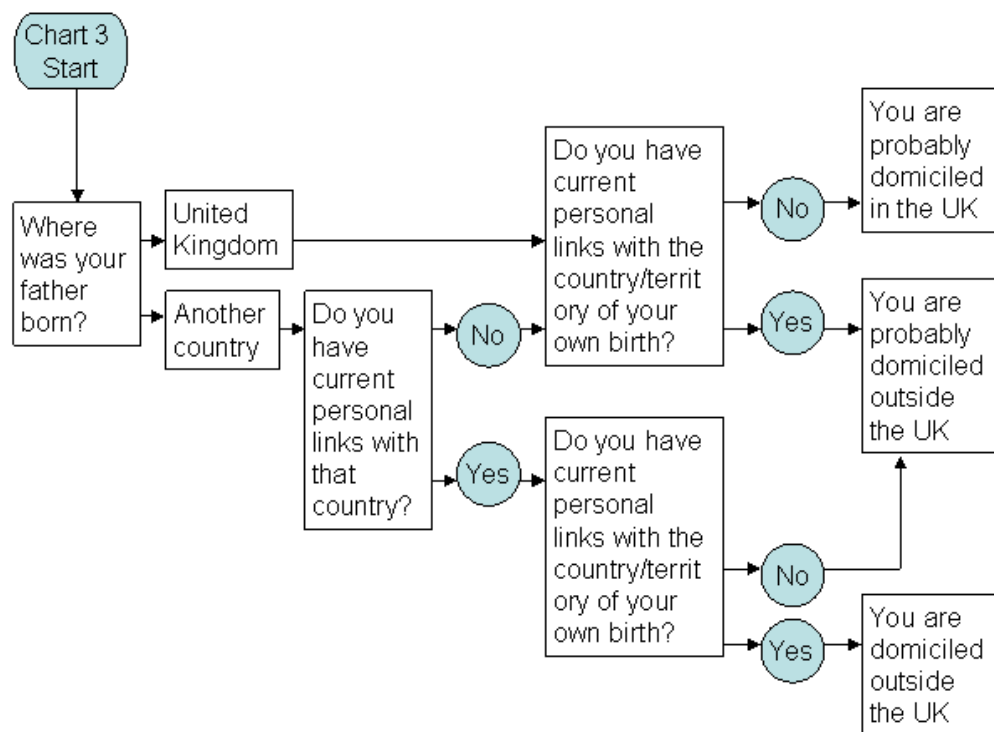 Chart 3
Start
Where
was your
father
born?
United
Kingdom
Another
country
Do you
have
current
personal
links with
that
country?
No
Yes
Do you have
current
personal
links with the
country/territ
ory of your
own birth?
No
Yes
You are
probably
domiciled
in the UK
You are
probably
domiciled
outside
the UK
Do you have
current
personal
links with the
country/territ
ory of your
own birth?
No
Yes
You are
domiciled
outside
the UK